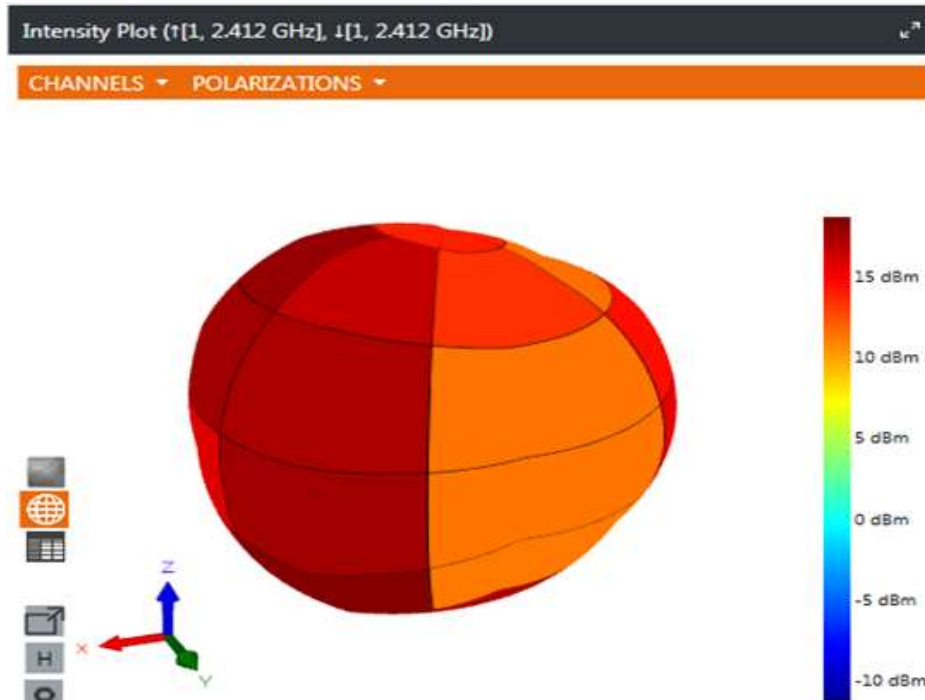 Intensity Plot (↑[1, 2.412 GHz], ↓[1, 2.412 GHz])
CHANNELS POLARIZATIONS
15 dBm
10 dBm
5 dBm
0 dBm
-5 dBm
-10 dBm
Z
X
Y
H